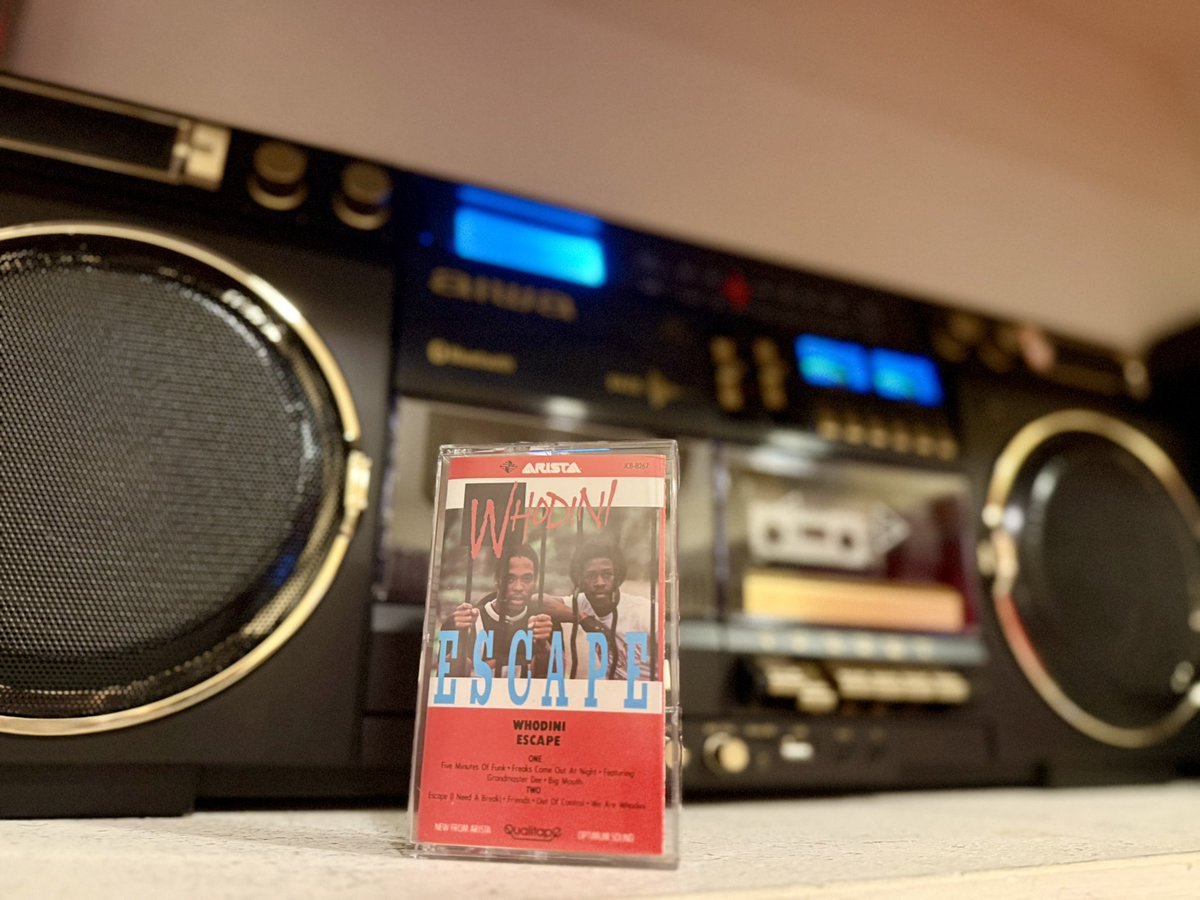 aiwa
Bluetooth
ARISTA
JC8-8267
WHODINI
ESCAPE
WHODINI
ESCAPE
ONE
Five Minutes Of Funk • Freaks Come Out At Night • Featuring
Grandmaster Dee • Big Mouth
TWO
Escape (I Need A Break) • Friends • Out Of Control • We Are Whodini
NEW FROM ARISTA
Qualitape
OPTIMUM SOUND